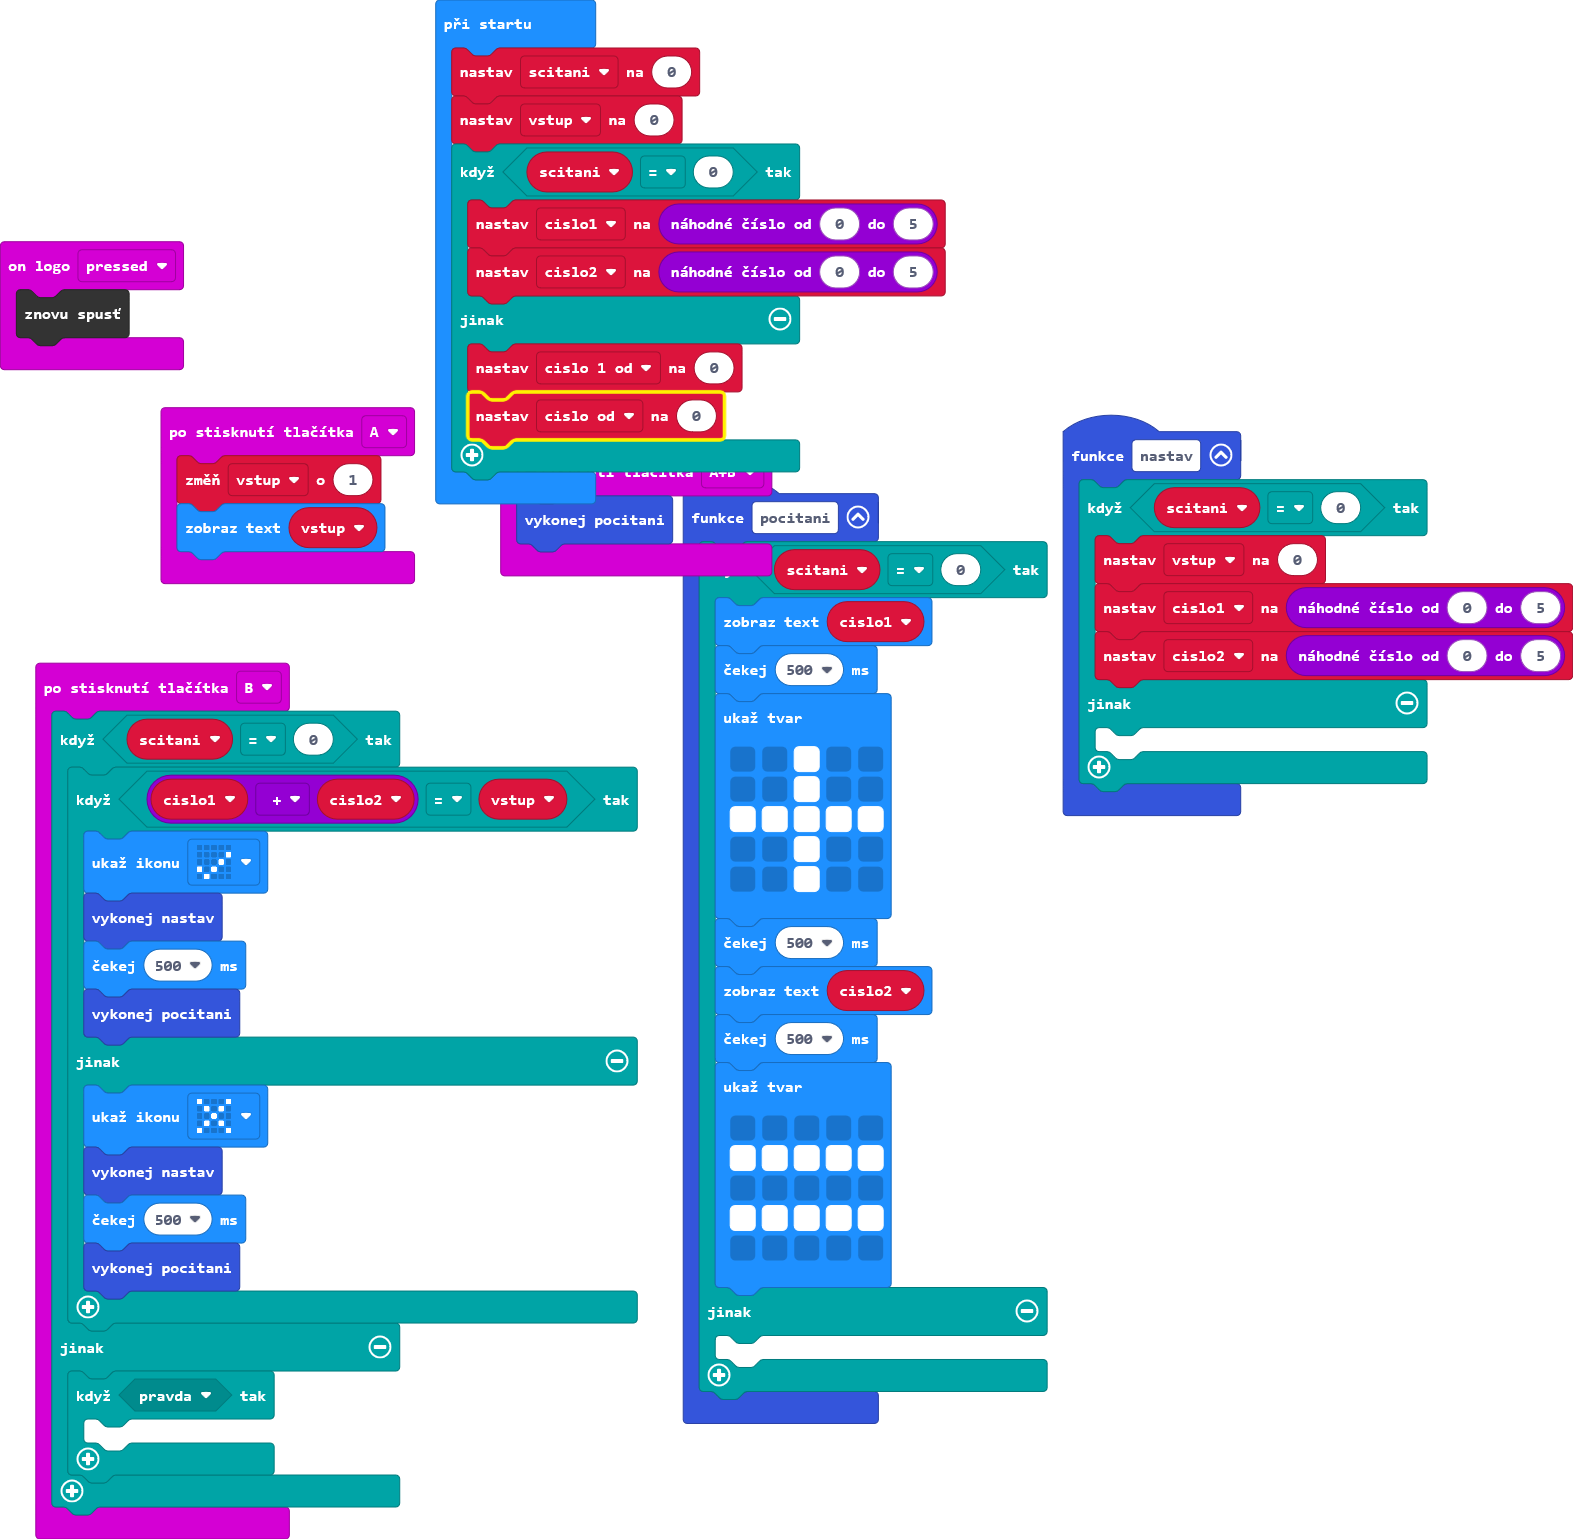 při startu
nastav scitani na 0
nastav vstup na 0
když scitani = 0 tak
nastav cislo1 na náhodné číslo od 0 do 5
nastav cislo2 na náhodné číslo od 0 do 5
jinak
nastav cislo 1 od na 0
nastav cislo od na 0
on logo pressed
znovu spusť
po stisknutí tlačítka A
změň vstup o 1
zobraz text vstup
vykonej pocitani
funkce pocitani
scitani = 0 tak
zobraz text cislo1
čekej 500 ms
ukaž tvar
čekej 500 ms
zobraz text cislo2
čekej 500 ms
ukaž tvar
jinak
funkce nastav
když scitani = 0 tak
nastav vstup na 0
nastav cislo1 na náhodné číslo od 0 do 5
nastav cislo2 na náhodné číslo od 0 do 5
jinak
po stisknutí tlačítka B
když scitani = 0 tak
když cislo1 + cislo2 = vstup tak
ukaž ikonu
vykonej nastav
čekej 500 ms
vykonej pocitani
jinak
ukaž ikonu
vykonej nastav
čekej 500 ms
vykonej pocitani
jinak
když pravda tak